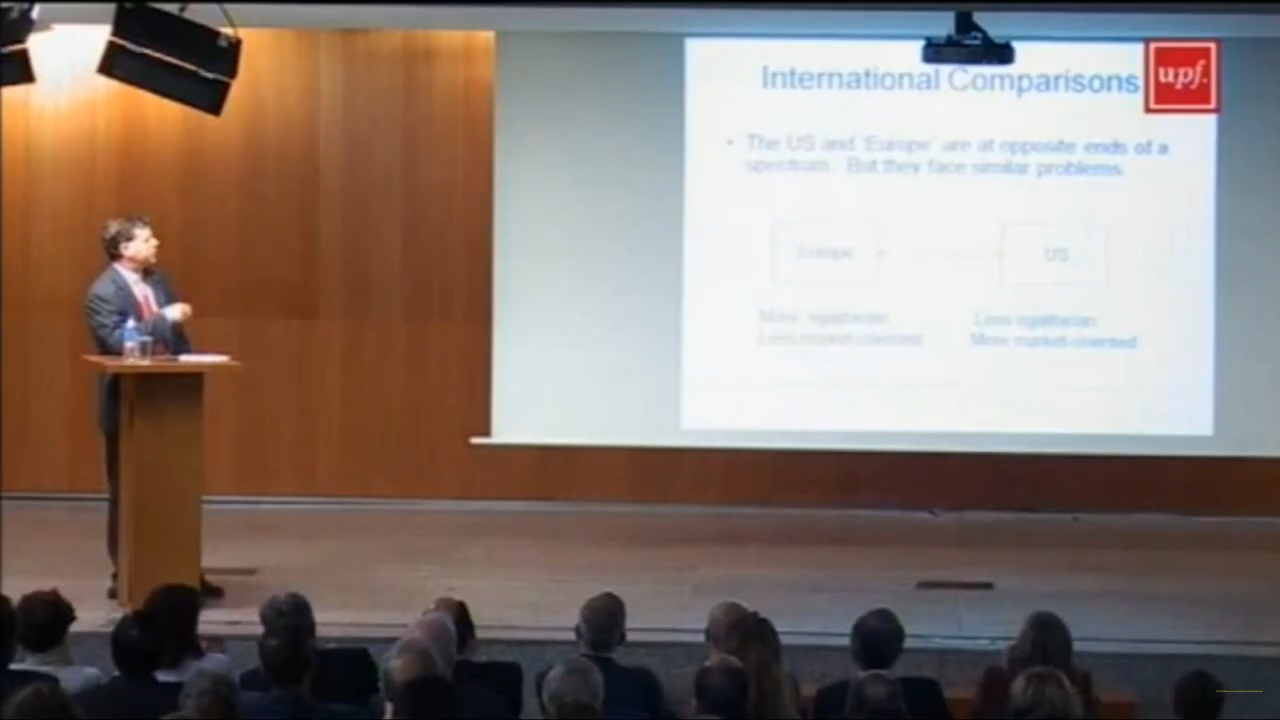 International Comparisons
upf.
• The US and 'Europe' are at opposite ends of a
spectrum. But they face similar problems.
Europe
US
More egalitarian
Less market-oriented
Less egalitarian
More market-oriented